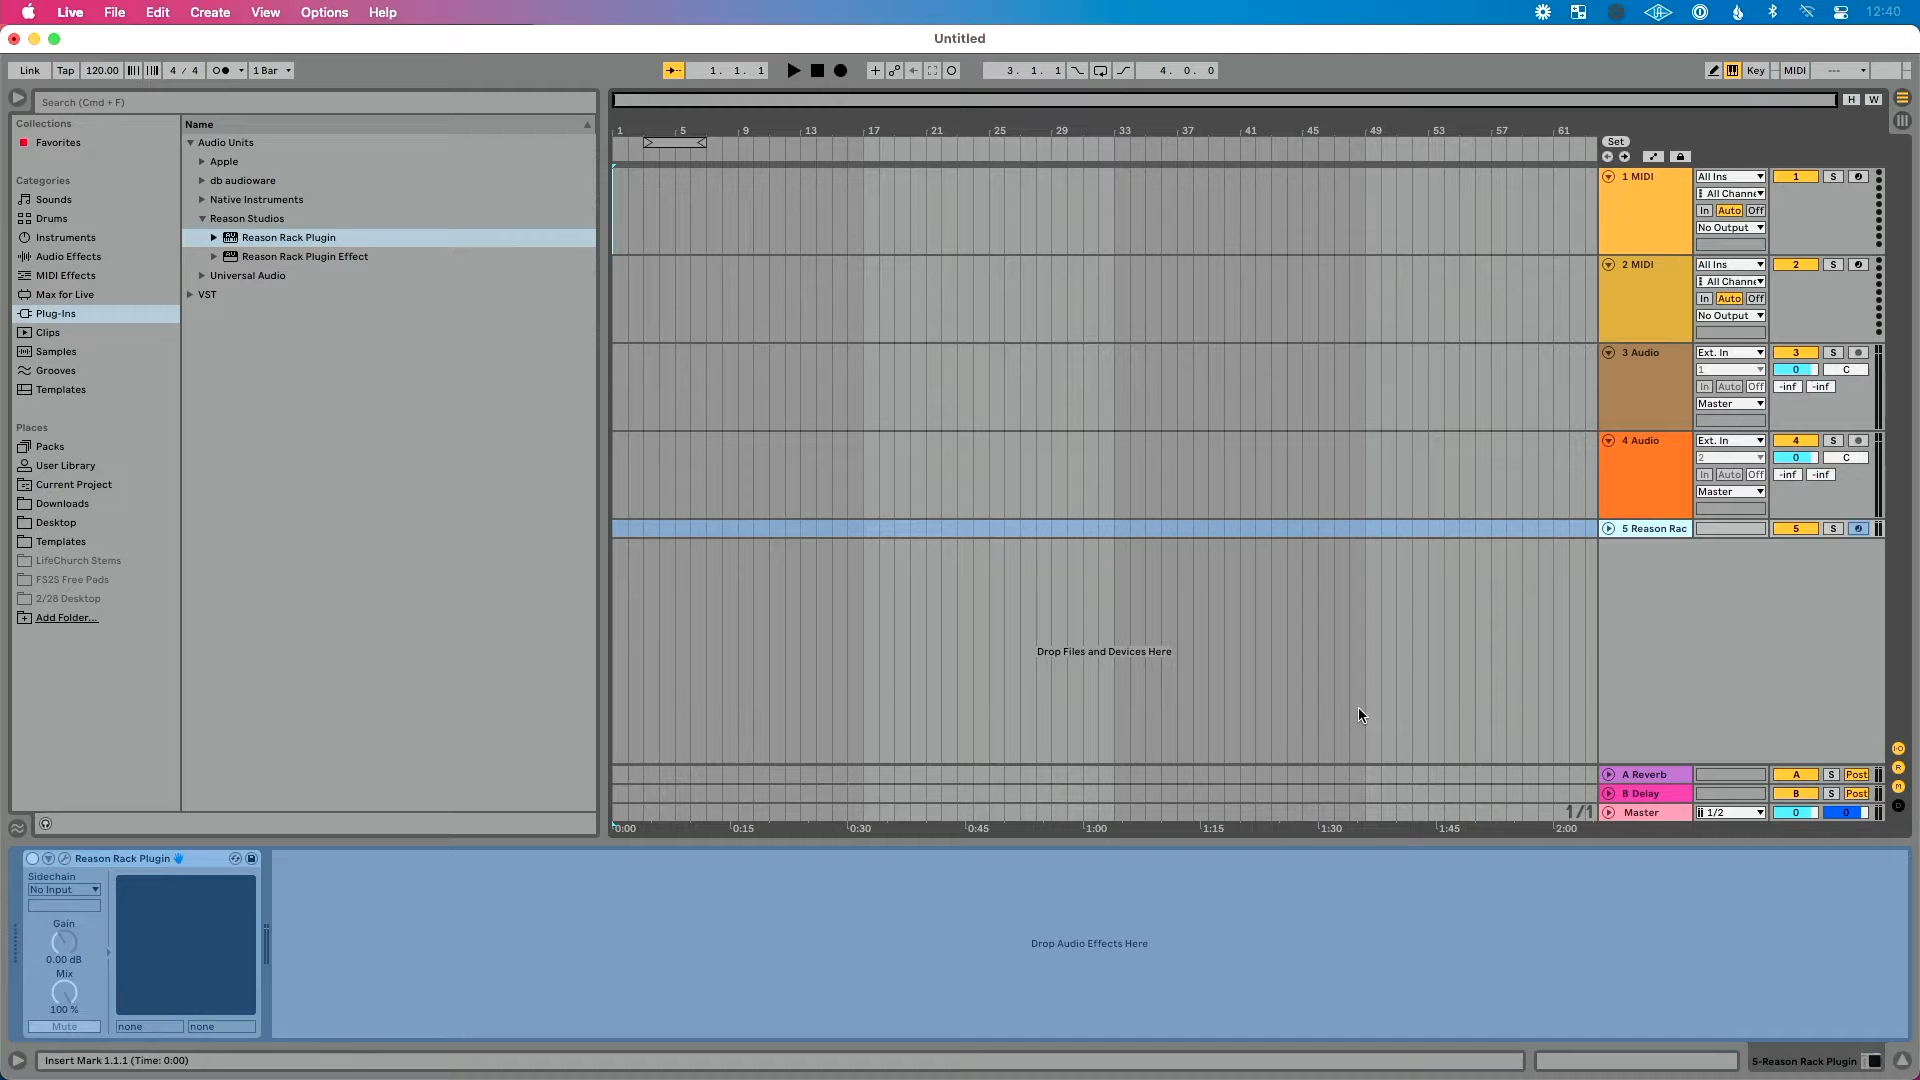 Live File Edit Create View Options Help 12:40
Untitled
Link Tap 120.00 4 / 4 1 Bar 1. 1. 1 3. 1. 1 4. 0. 0 Key MIDI ---
Search (Cmd + F)
H W
Collections
Favorites
Categories
Sounds
Drums
Instruments
Audio Effects
MIDI Effects
Max for Live
Plug-Ins
Clips
Samples
Grooves
Templates
Places
Packs
User Library
Current Project
Downloads
Desktop
Templates
LifeChurch Stems
FS2S Free Pads
2/28 Desktop
Add Folder...
Name
Audio Units
Apple
db audioware
Native Instruments
Reason Studios
Reason Rack Plugin
Reason Rack Plugin Effect
Universal Audio
VST
1 5 9 13 17 21 25 29 33 37 41 45 49 53 57 61
Set
1 MIDI All Ins 1 S
All Channe
In Auto Off
No Output
2 MIDI All Ins 2 S
All Channe
In Auto Off
No Output
3 Audio Ext. In 3 S
1 0 C
In Auto Off -inf -inf
Master
4 Audio Ext. In 4 S
2 0 C
In Auto Off -inf -inf
Master
5 Reason Rac 5 S
Drop Files and Devices Here
A Reverb A S Post
B Delay B S Post
1/1 Master 1/2 0 0
0:00 0:15 0:30 0:45 1:00 1:15 1:30 1:45 2:00
I·O
R
M
D
Reason Rack Plugin
Sidechain
No Input
Gain
0.00 dB
Mix
100 %
Mute none none
Drop Audio Effects Here
Insert Mark 1.1.1 (Time: 0:00)
5-Reason Rack Plugin